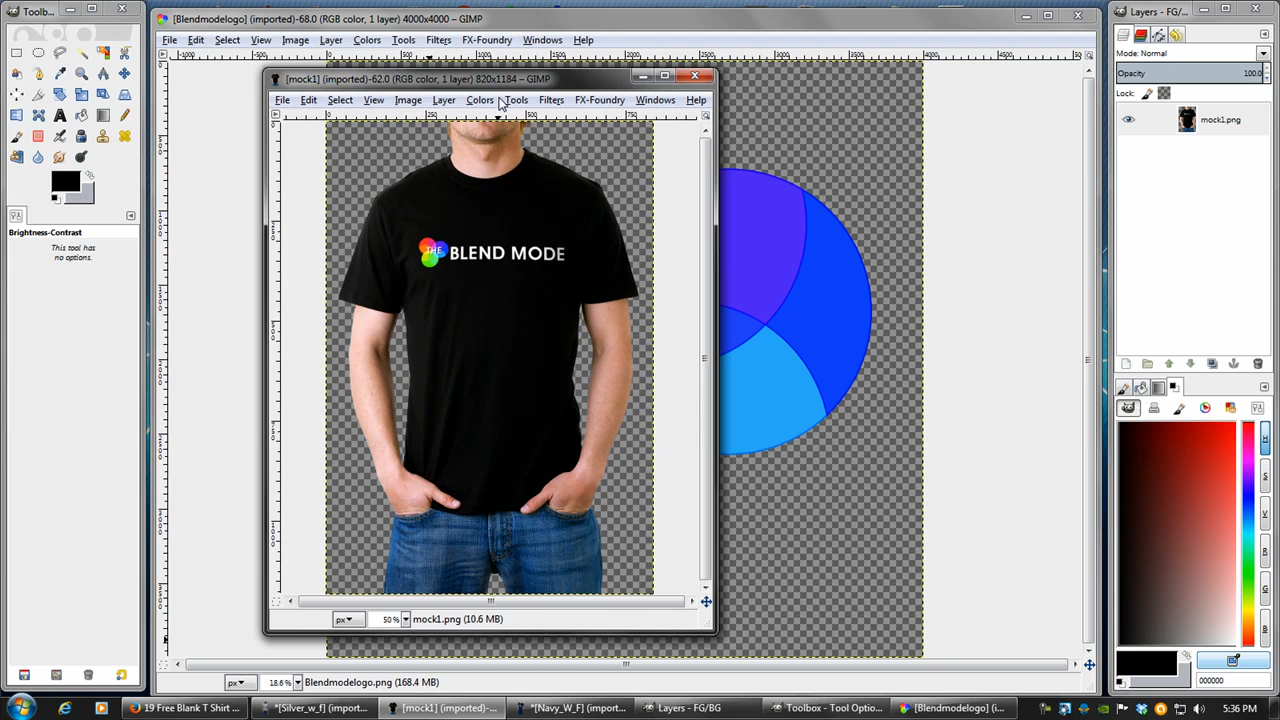 Toolb...
[Blendmodelogo] (imported)-68.0 (RGB color, 1 layer) 4000x4000 – GIMP
File Edit Select View Image Layer Colors Tools Filters FX-Foundry Windows Help
[mock1] (imported)-62.0 (RGB color, 1 layer) 820x1184 – GIMP
File Edit Select View Image Layer Colors Tools Filters FX-Foundry Windows Help
THE BLEND MODE
px 50 % mock1.png (10.6 MB)
px 18.6 % Blendmodelogo.png (168.4 MB)
Brightness-Contrast
This tool has
no options.
Layers - FG/...
Mode: Normal
Opacity 100.0
Lock:
mock1.png
H
S
V
R
G
B
000000
19 Free Blank T Shirt ...
*[Silver_w_f] (import...
[mock1] (imported)-...
*[Navy_W_F] (import...
Layers - FG/BG
Toolbox - Tool Optio...
[Blendmodelogo] (i...
5:36 PM